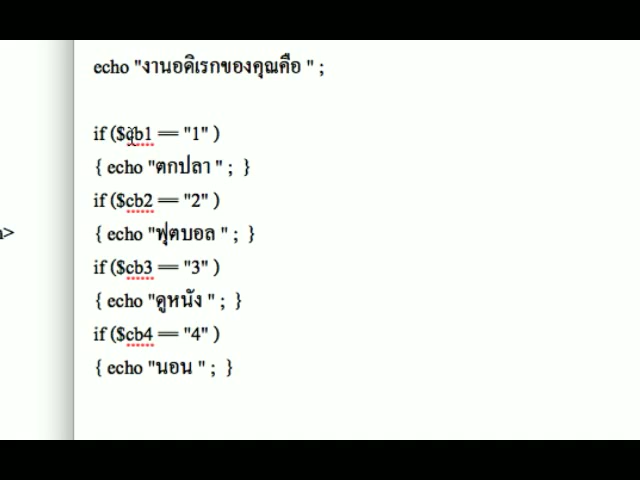 echo "งานอดิเรกของคุณคือ " ;
if ($cb1 == "1" )
{ echo "ตกปลา " ; }
if ($cb2 == "2" )
n>
{ echo "ฟุตบอล " ; }
if ($cb3 == "3" )
{ echo "ดูหนัง " ; }
if ($cb4 == "4" )
{ echo "นอน " ; }